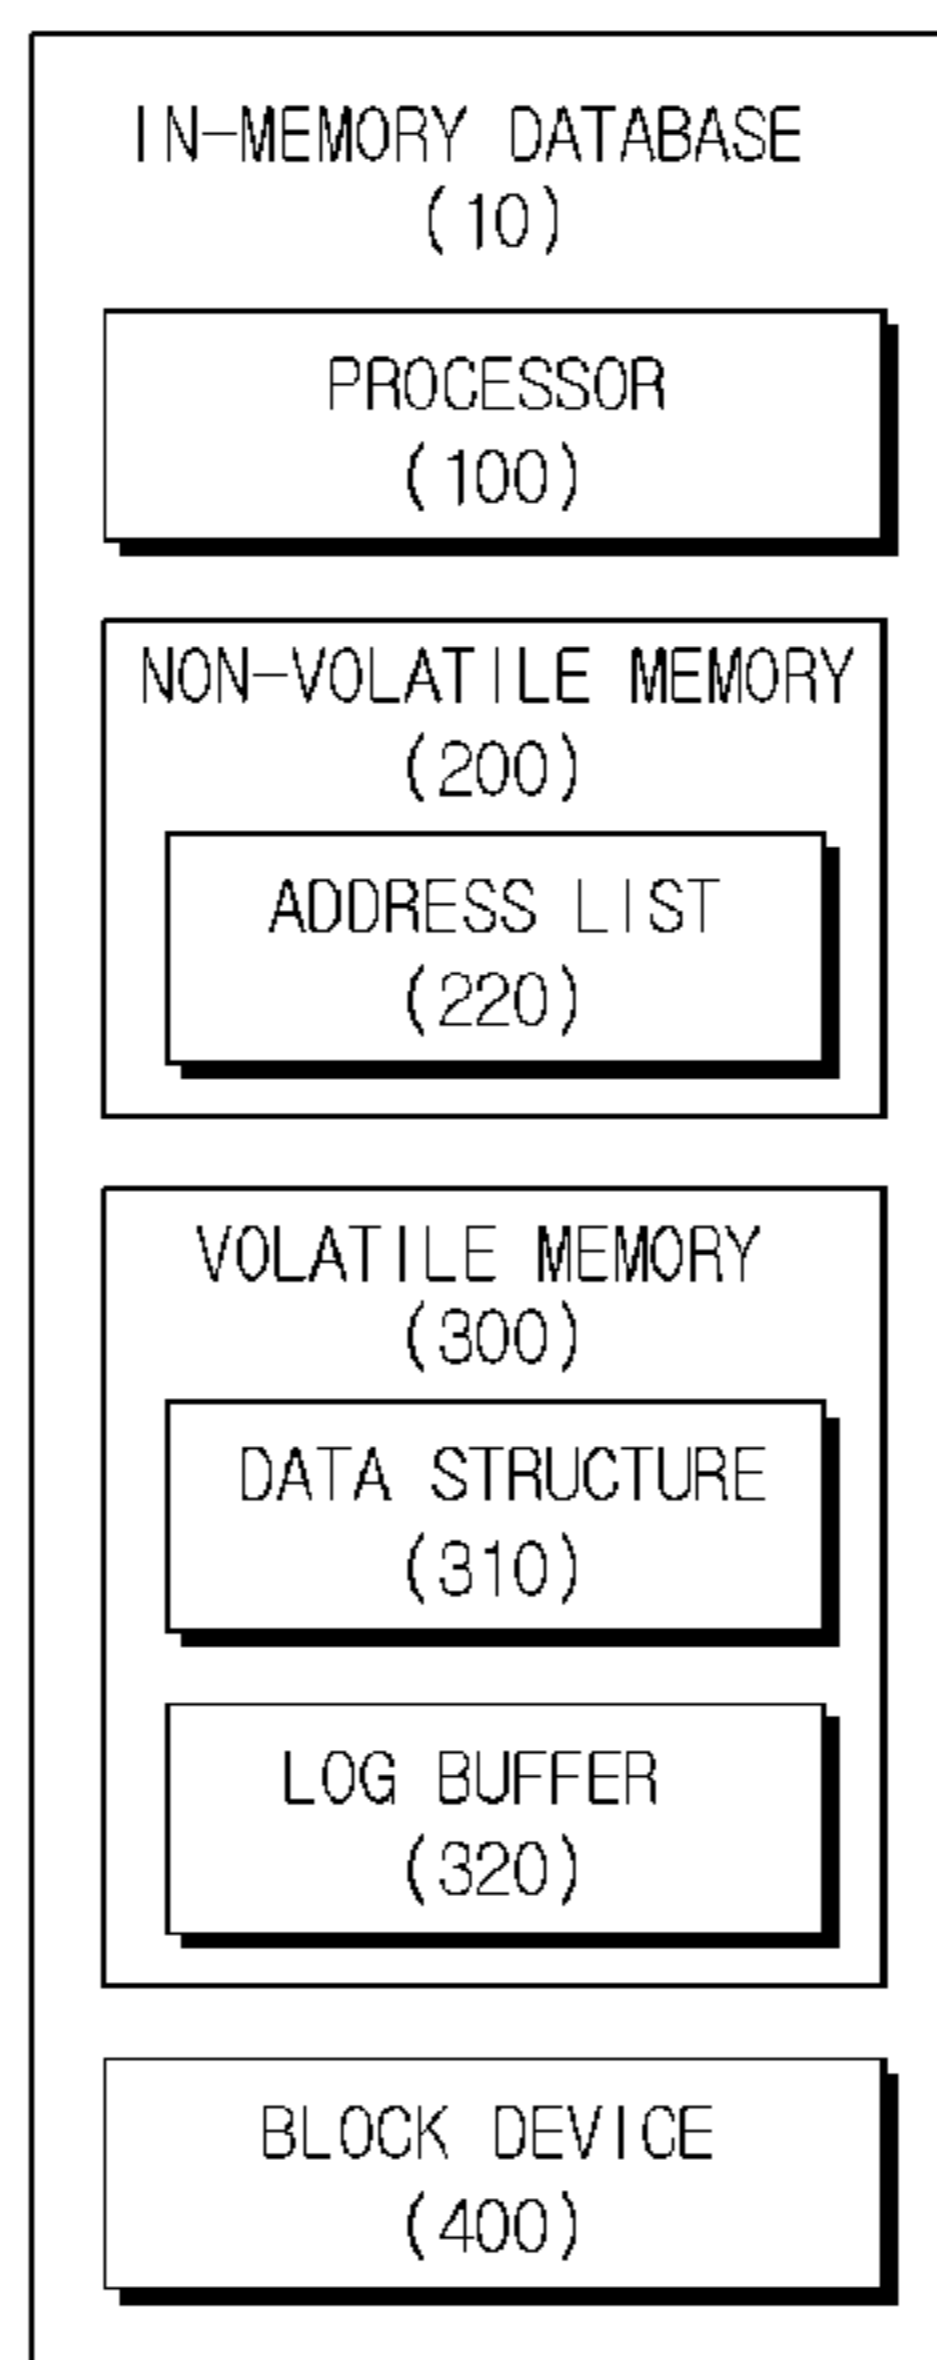 IN-MEMORY DATABASE
(10)
PROCESSOR
(100)
NON-VOLATILE MEMORY
(200)
ADDRESS LIST
(220)
VOLATILE MEMORY
(300)
DATA STRUCTURE
(310)
LOG BUFFER
(320)
BLOCK DEVICE
(400)